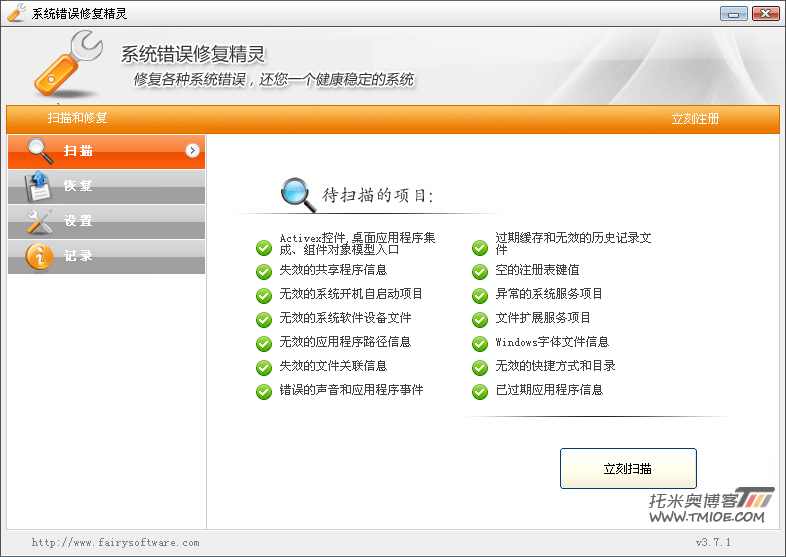 系统错误修复精灵
系统错误修复精灵
修复各种系统错误，还您一个健康稳定的系统
扫描和修复
立刻注册
扫描
恢复
设置
记录
待扫描的项目:
Activex控件,桌面应用程序集
成、组件对象模型入口
失效的共享程序信息
无效的系统开机自启动项目
无效的系统软件设备文件
无效的应用程序路径信息
失效的文件关联信息
错误的声音和应用程序事件
过期缓存和无效的历史记录文
件
空的注册表键值
异常的系统服务项目
文件扩展服务项目
Windows字体文件信息
无效的快捷方式和目录
已过期应用程序信息
立刻扫描
托米奥博客
WWW.TMIOE.COM
http://www.fairysoftware.com
v3.7.1